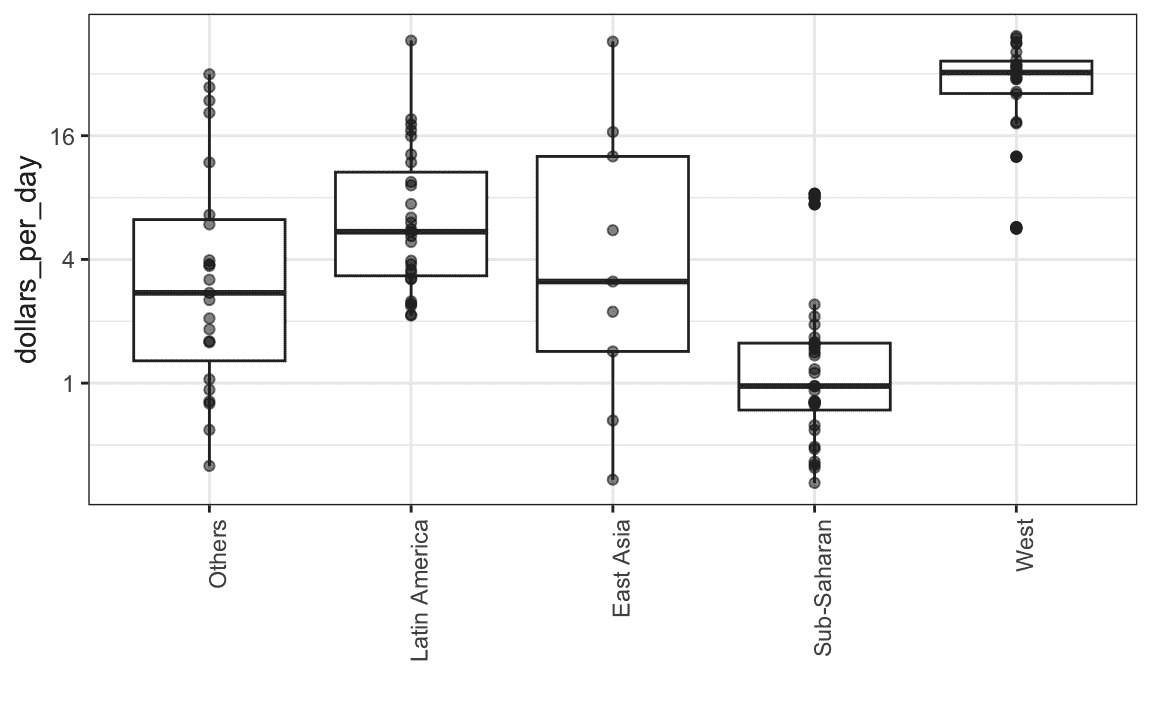 dollars_per_day
16
4
1
Others
Latin America
East Asia
Sub-Saharan
West